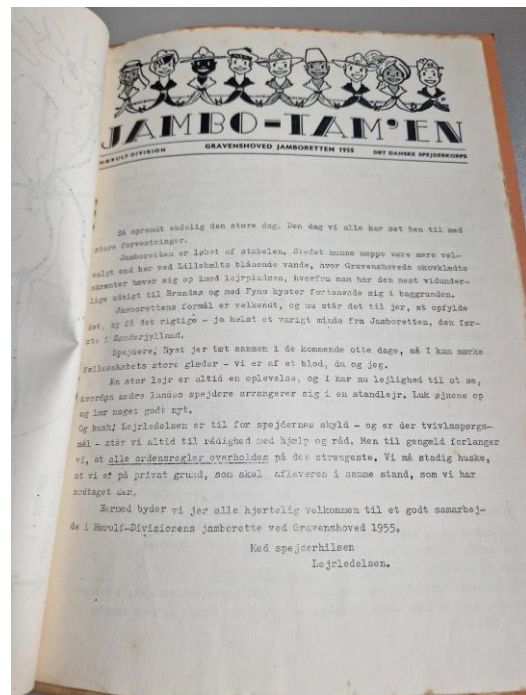 JAMBO-TAM'EN
HÆRULF DIVISION GRAVENSHOVED JAMBORETTEN 1955 DET DANSKE SPEJDERKORPS
Så oprandt endelig den store dag. Den dag vi alle har set hen til med
store forventninger.
Jamboretten er løbet af stabelen. Stedet kunne næppe være mere vel-
valgt end her ved Lillebælts blånende vande, hvor Gravenshoveds skovklædte
skrænter hæver sig op imod lejrpladsen, hvorfra man har den mest vidunder-
lige udsigt til Brandsø og med Fyns kyster fortonende sig i baggrunden.
Jamborettens formål er velkendt, og nu står det til jer, at opfylde
det, og få det rigtige - ja helst et varigt minde fra Jamboretten, den før-
ste i Sønderjylland.
Spejdere! Ryst jer tæt sammen i de kommende otte dage, så I kan mærke
fællesskabets store glæder - vi er af et blod, du og jeg.
En stor lejr er altid en oplevelse, og I har nu lejlighed til at se,
hvordan andre landes spejdere arrangerer sig i en standlejr. Luk øjnene op
og lær noget godt nyt.
Og husk! Lejrledelsen er til for spejdernes skyld - og er der tvivlsspørgs-
mål - står vi altid til rådighed med hjælp og råd. Men til gengæld forlanger
vi, at alle ordensregler overholdes på det strengeste. Vi må stadig huske,
at vi er på privat grund, som skal afleveres i samme stand, som vi har
modtaget den.
Hermed byder vi jer alle hjertelig velkommen til et godt samarbej-
de i Hærulf-Divisionens jamborette ved Gravenshoved 1955.
Med spejderhilsen
Lejrledelsen.